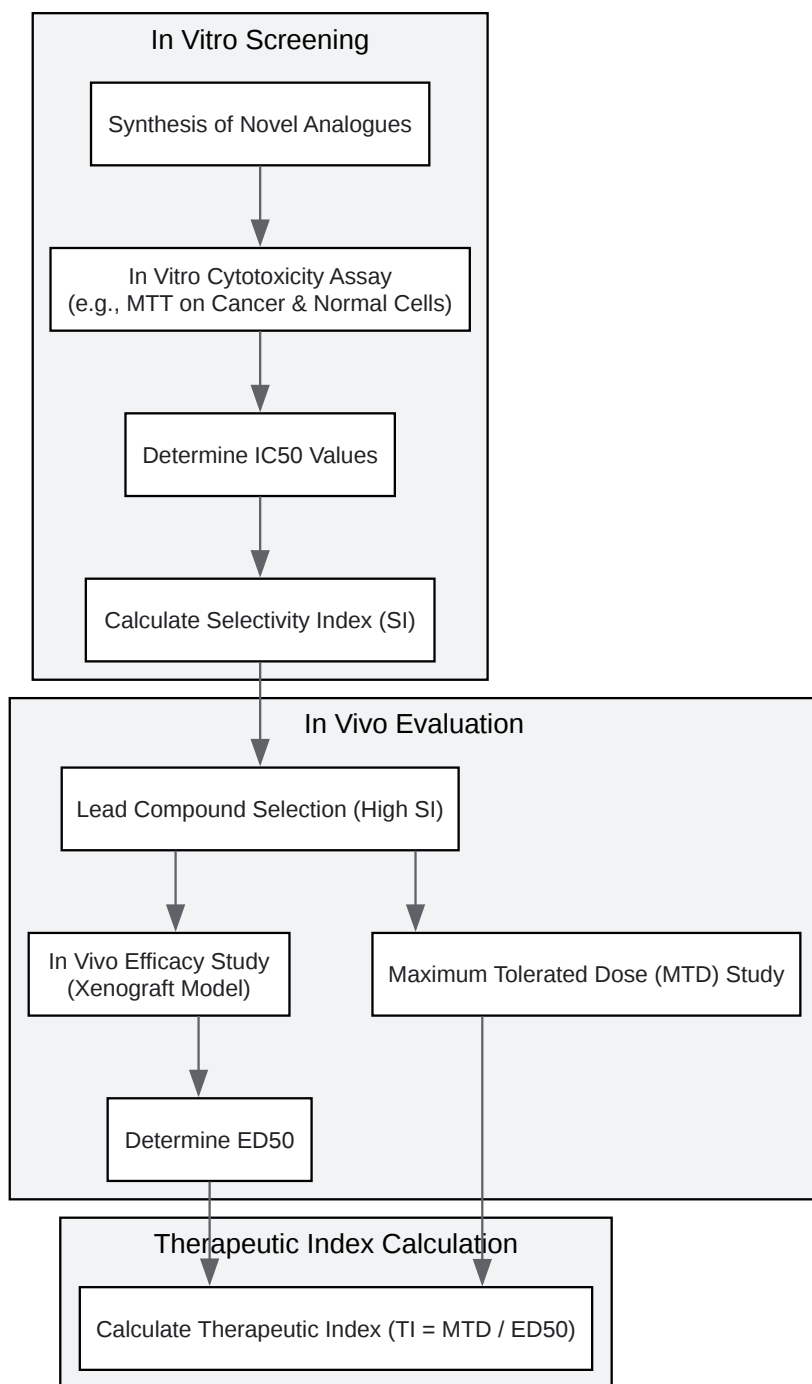 In Vitro Screening
Synthesis of Novel Analogues
In Vitro Cytotoxicity Assay
(e.g., MTT on Cancer & Normal Cells)
Determine IC50 Values
Calculate Selectivity Index (SI)
In Vivo Evaluation
Lead Compound Selection (High SI)
In Vivo Efficacy Study
(Xenograft Model)
Maximum Tolerated Dose (MTD) Study
Determine ED50
Therapeutic Index Calculation
Calculate Therapeutic Index (TI = MTD / ED50)